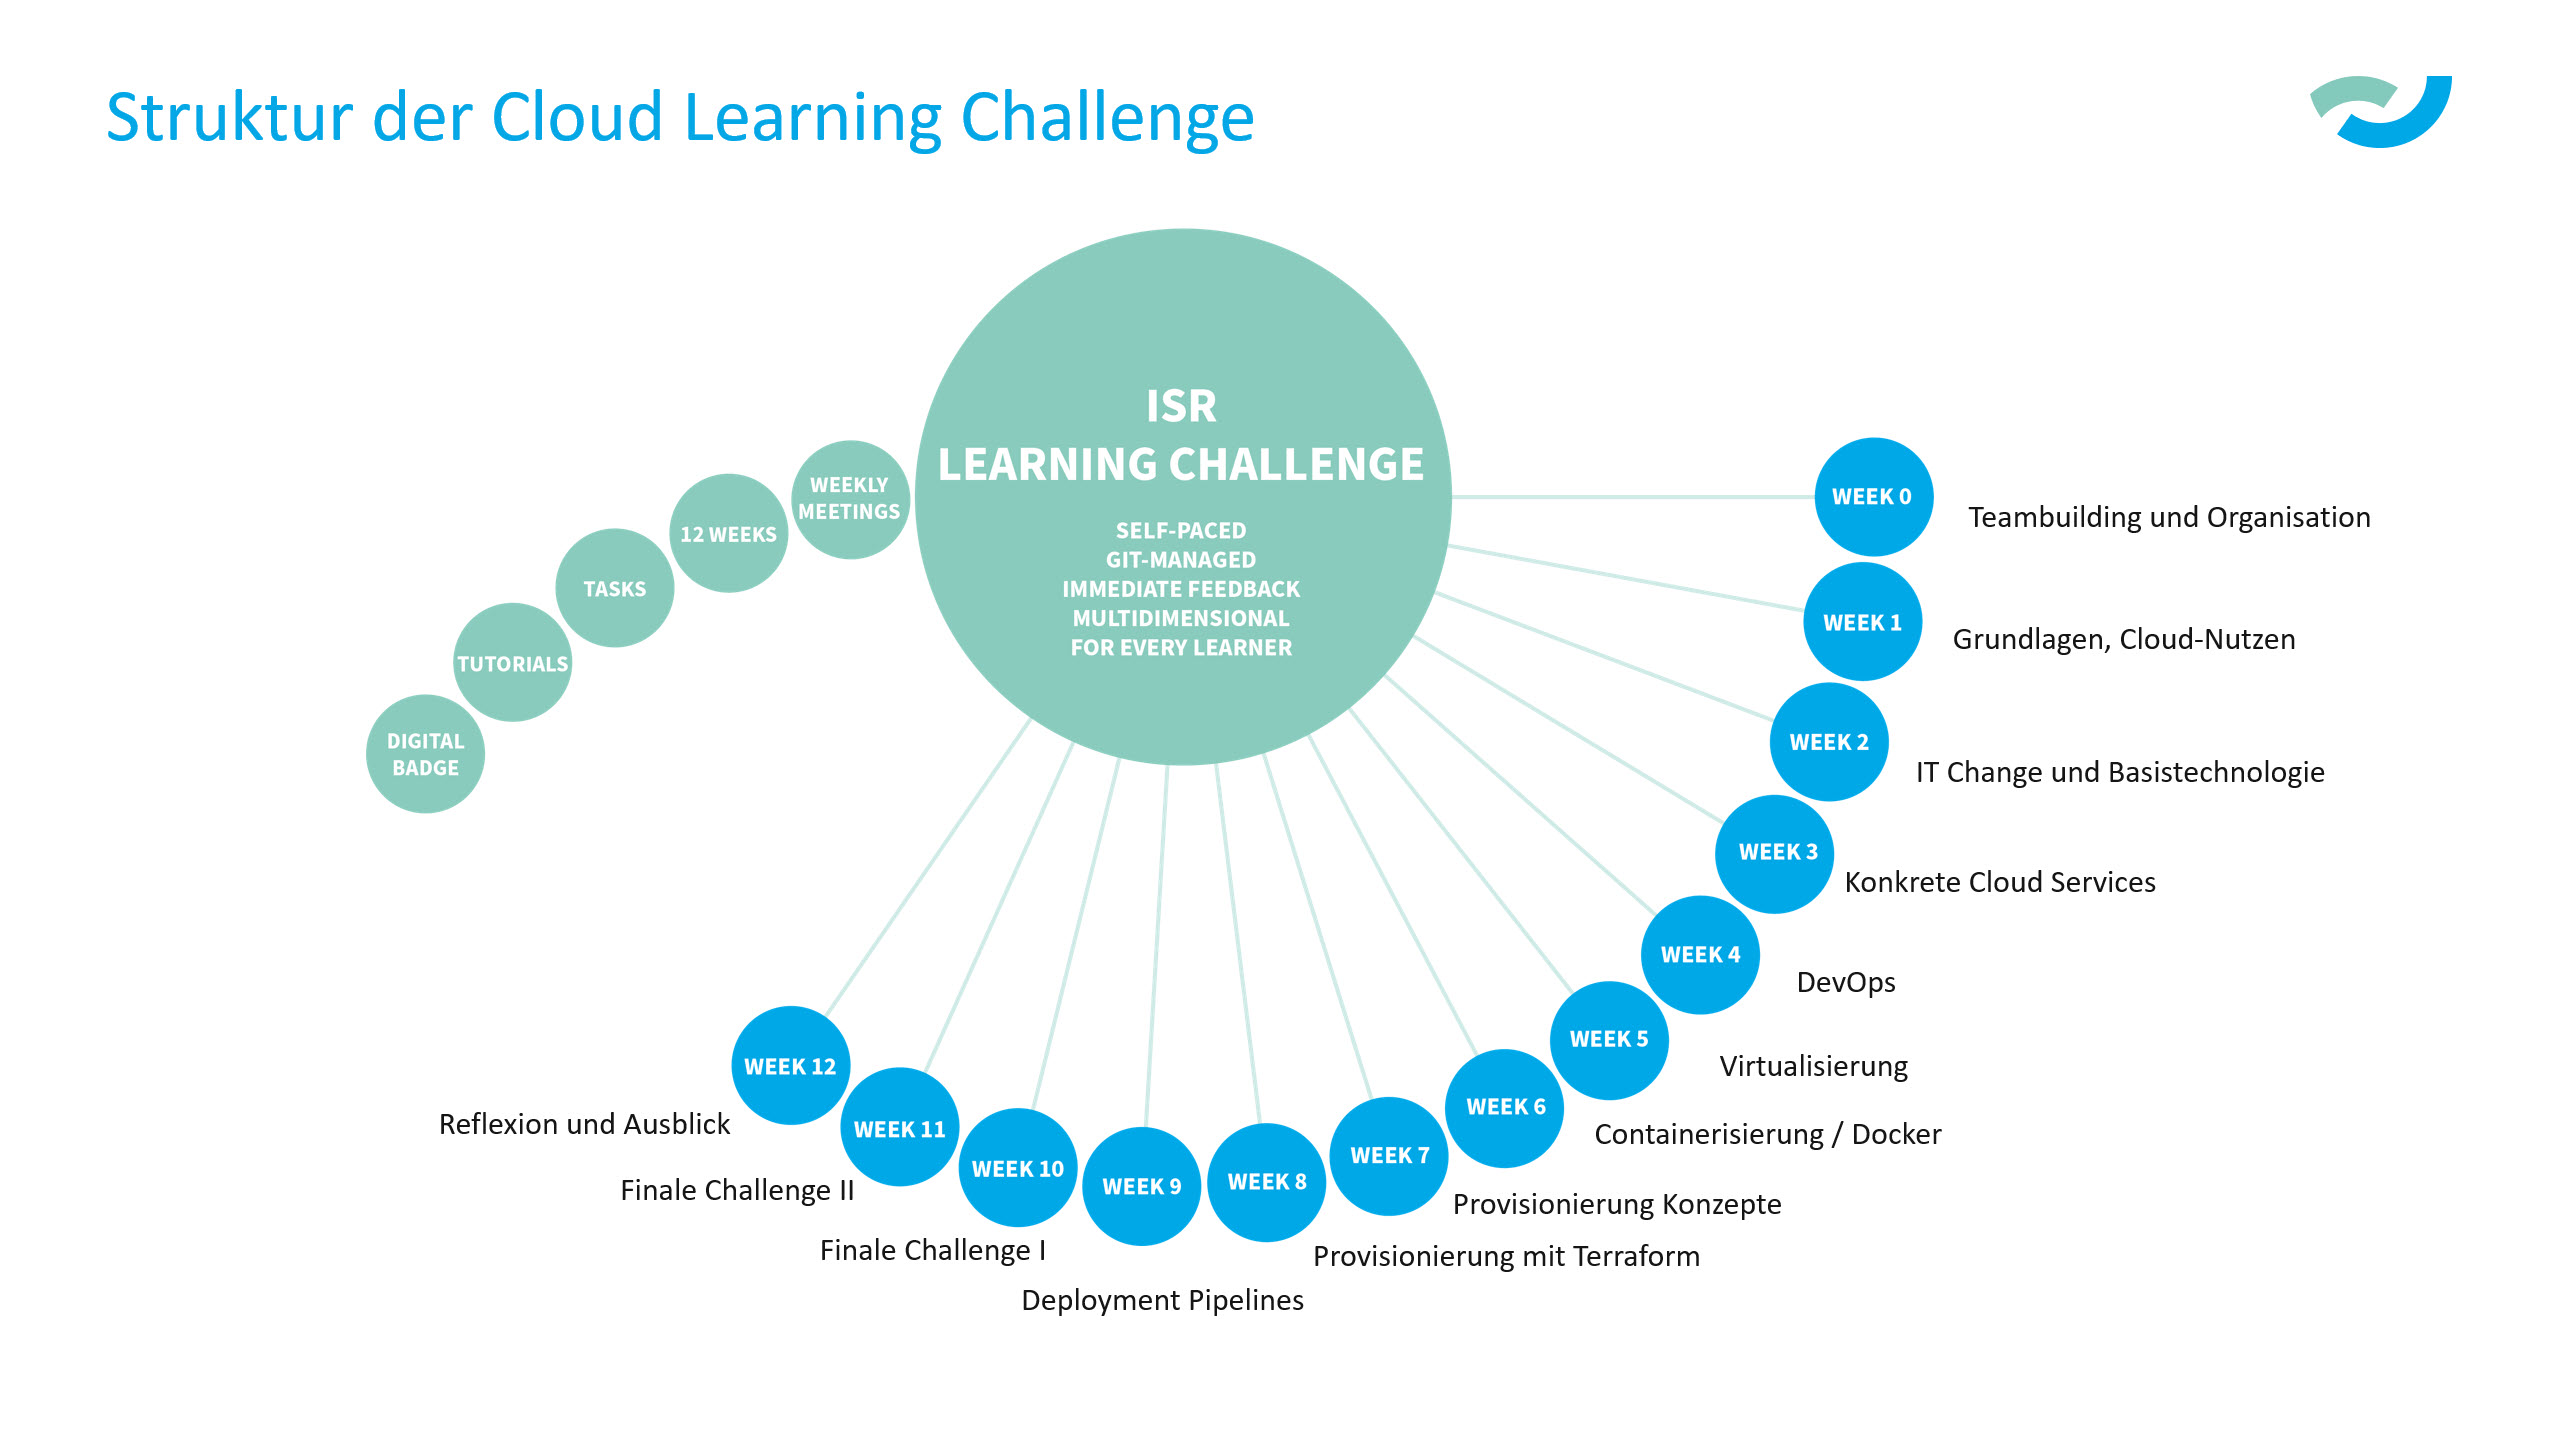 Struktur der Cloud Learning Challenge
ISR
LEARNING CHALLENGE
SELF-PACED
GIT-MANAGED
IMMEDIATE FEEDBACK
MULTIDIMENSIONAL
FOR EVERY LEARNER
WEEKLY
MEETINGS
12 WEEKS
TASKS
TUTORIALS
DIGITAL
BADGE
WEEK 0
Teambuilding und Organisation
WEEK 1
Grundlagen, Cloud-Nutzen
WEEK 2
IT Change und Basistechnologie
WEEK 3
Konkrete Cloud Services
WEEK 4
DevOps
WEEK 5
Virtualisierung
WEEK 6
Containerisierung / Docker
WEEK 7
Provisionierung Konzepte
WEEK 8
Provisionierung mit Terraform
WEEK 9
Deployment Pipelines
WEEK 10
Finale Challenge I
WEEK 11
Finale Challenge II
WEEK 12
Reflexion und Ausblick